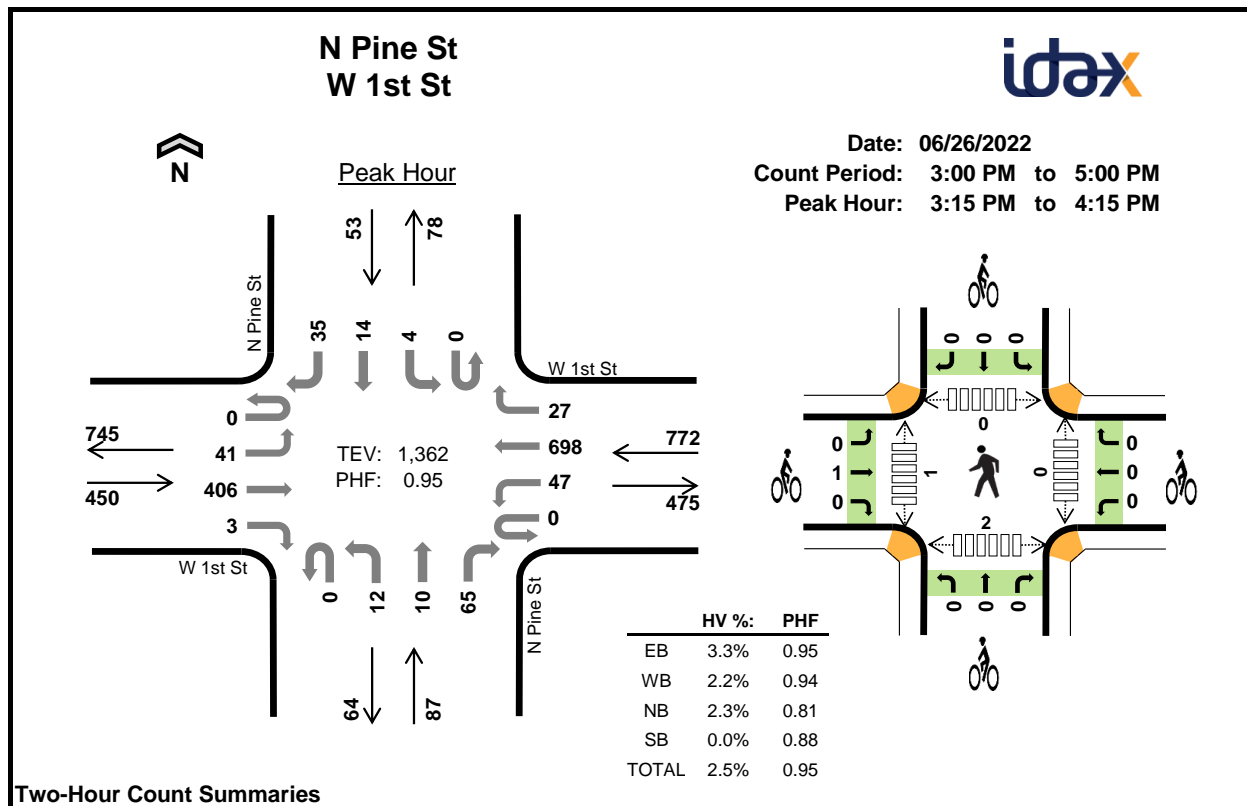 N Pine St
W 1st St
idax
N
Peak Hour
Date: 06/26/2022
Count Period: 3:00 PM to 5:00 PM
Peak Hour: 3:15 PM to 4:15 PM
53
78
N Pine St
35
14
4
0
W 1st St
0
41
406
3
745
450
TEV: 1,362
PHF: 0.95
27
698
47
0
772
475
W 1st St
0
12
10
65
N Pine St
64
87
0 0 0
0
0
1
0
1
0
0
0
0
2
0 0 0
HV %: PHF
EB 3.3% 0.95
WB 2.2% 0.94
NB 2.3% 0.81
SB 0.0% 0.88
TOTAL 2.5% 0.95
Two-Hour Count Summaries